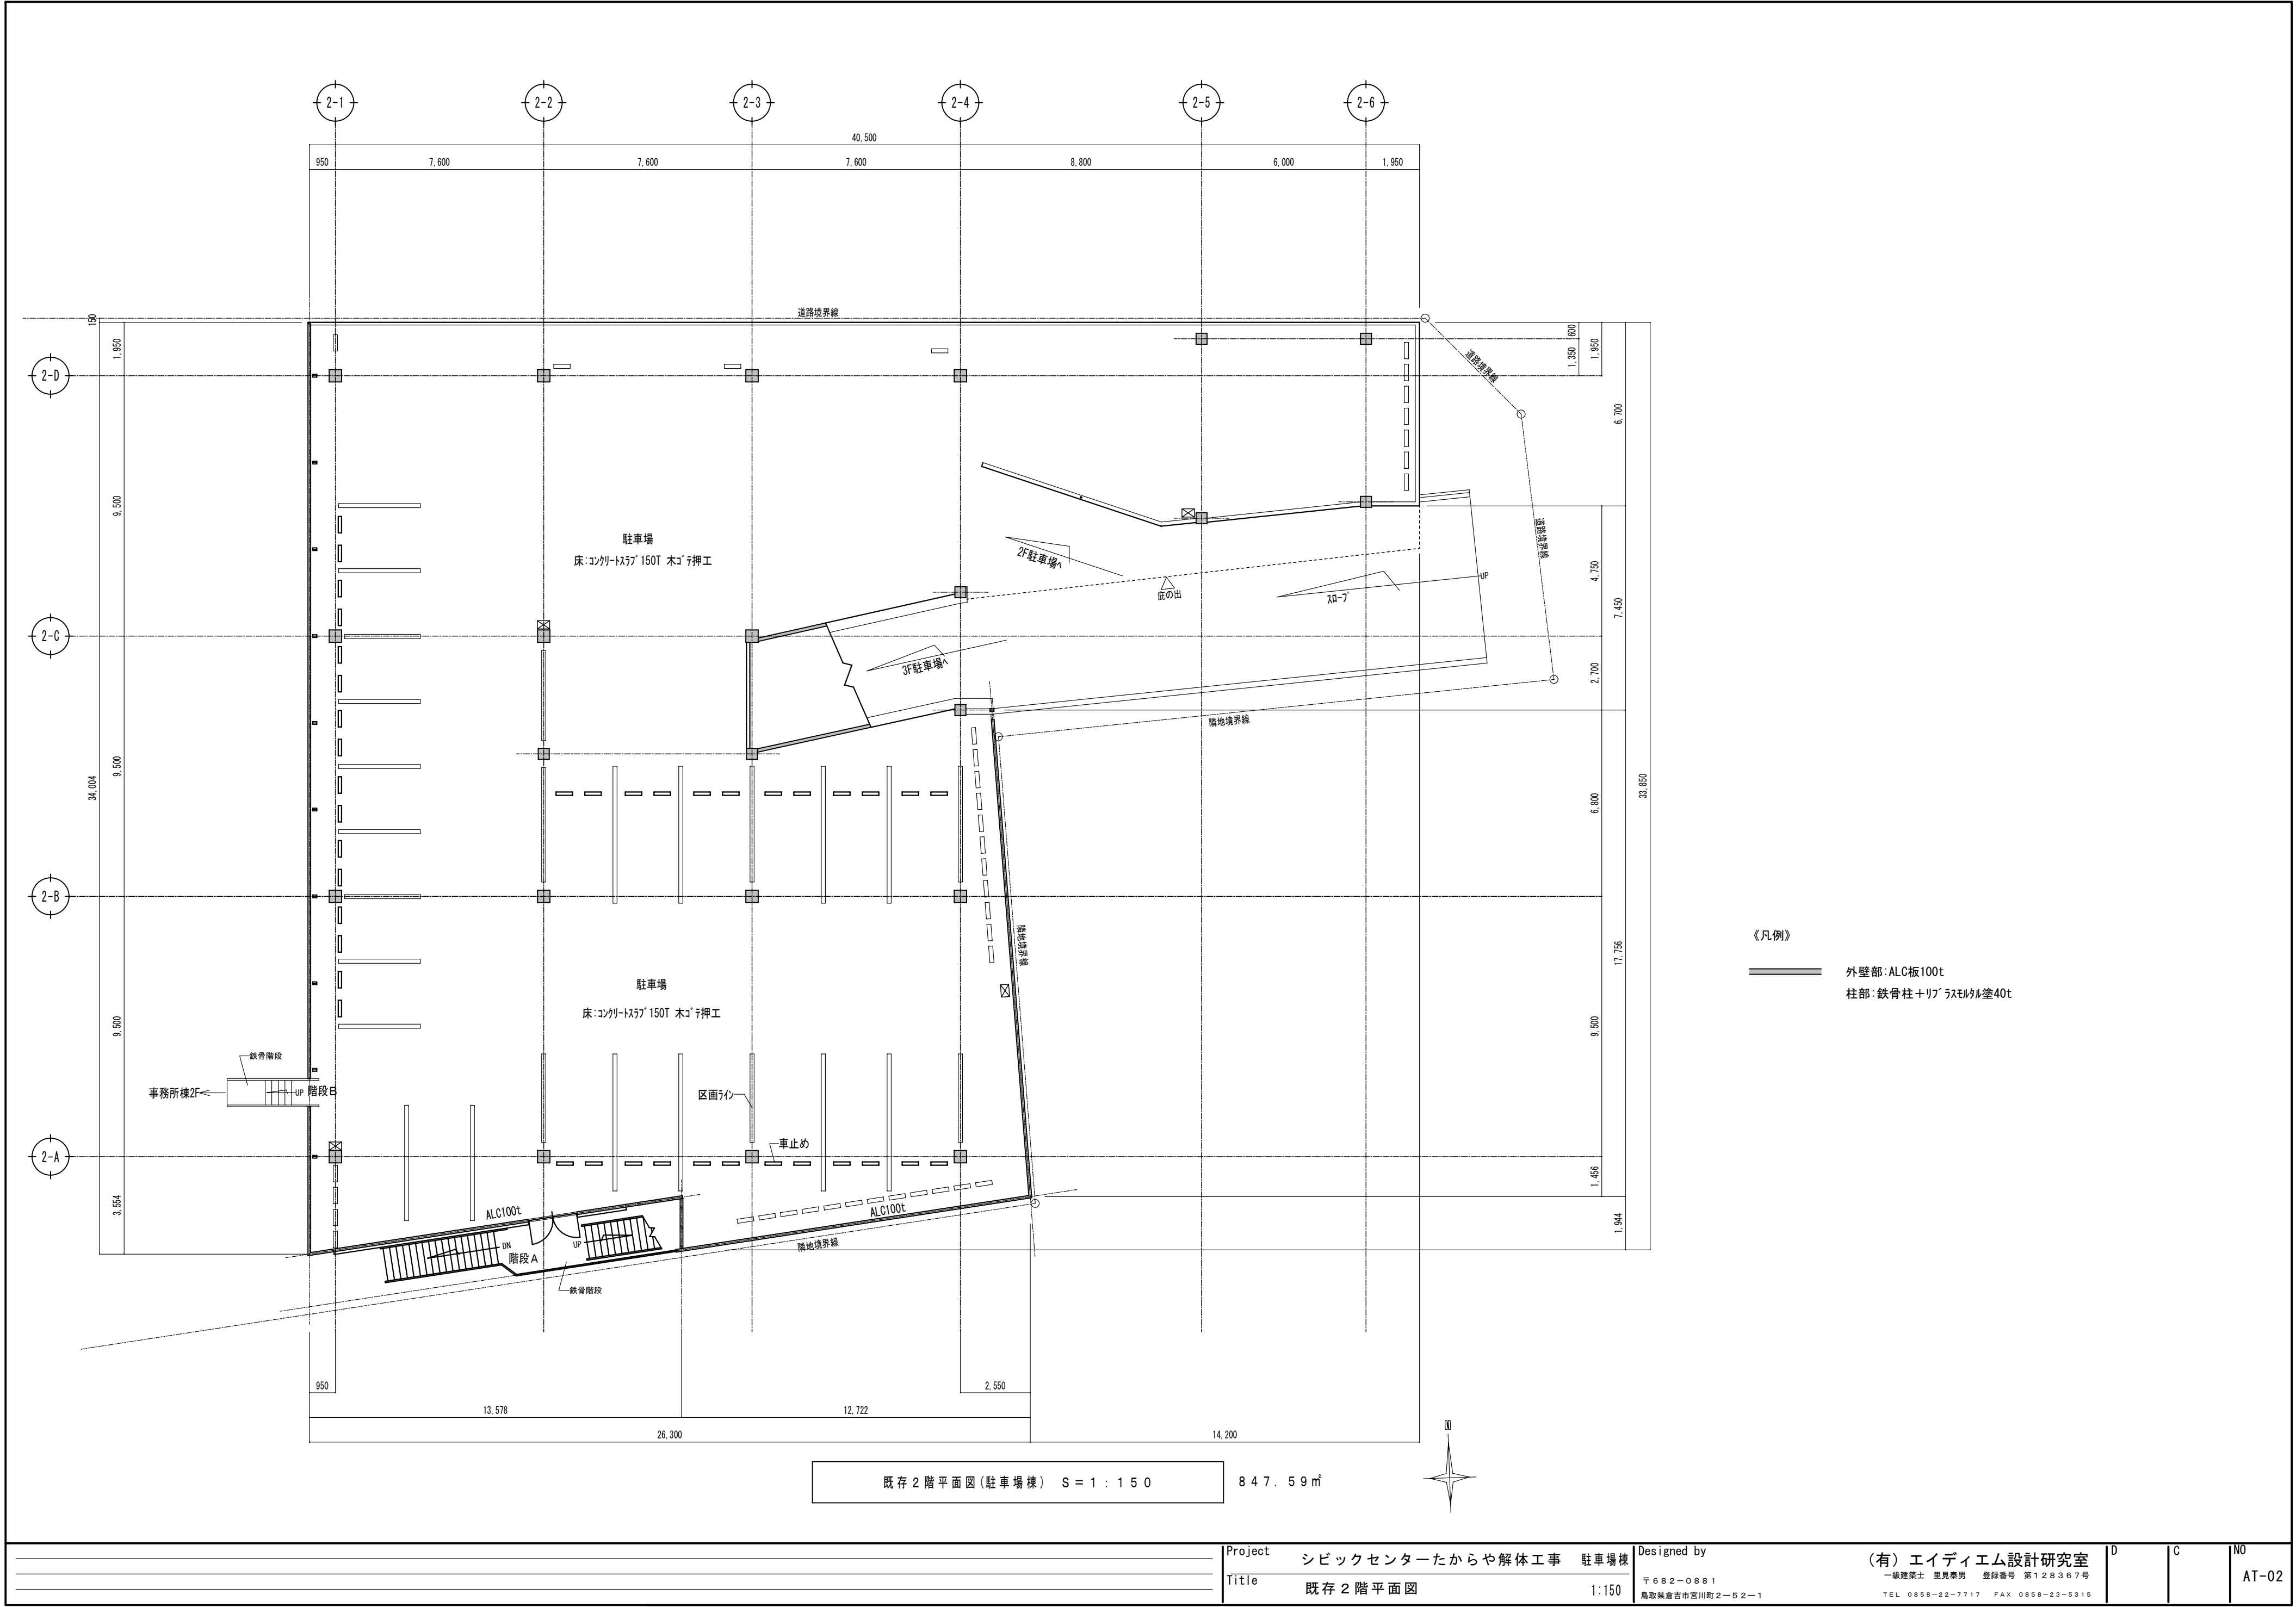 2-1 2-2 2-3 2-4 2-5 2-6
40,500
950 7,600 7,600 7,600 8,800 6,000 1,950
道路境界線
150
1,950
600
1,350
1,950
2-D
道路境界線
6,700
9,500
駐車場
床:コンクリートスラブ150T 木ゴテ押工
2F駐車場へ
庇の出
スロープ
UP
道路境界線
4,750
7,450
2-C
3F駐車場へ
2,700
隣地境界線
9,500
34,004
6,800
33,850
2-B
隣地境界線
17,756
《凡例》
外壁部:ALC板100t
柱部:鉄骨柱+リブラスモルタル塗40t
駐車場
床:コンクリートスラブ150T 木ゴテ押工
9,500
9,500
鉄骨階段
事務所棟2F
UP 階段B
区画ライン
車止め
2-A
1,456
3,554
ALC100t
ALC100t
1,944
DN
UP
階段A
隣地境界線
鉄骨階段
950
2,550
13,578 12,722
26,300 14,200
N
既存2階平面図(駐車場棟) S=1:150
847.59㎡
Project シビックセンターたからや解体工事 駐車場棟
Title 既存2階平面図 1:150
Designed by
〒682-0881
鳥取県倉吉市宮川町2-52-1
(有)エイディエム設計研究室
一級建築士 里見泰男 登録番号 第128367号
TEL 0858-22-7717 FAX 0858-23-5315
D
C
NO
AT-02